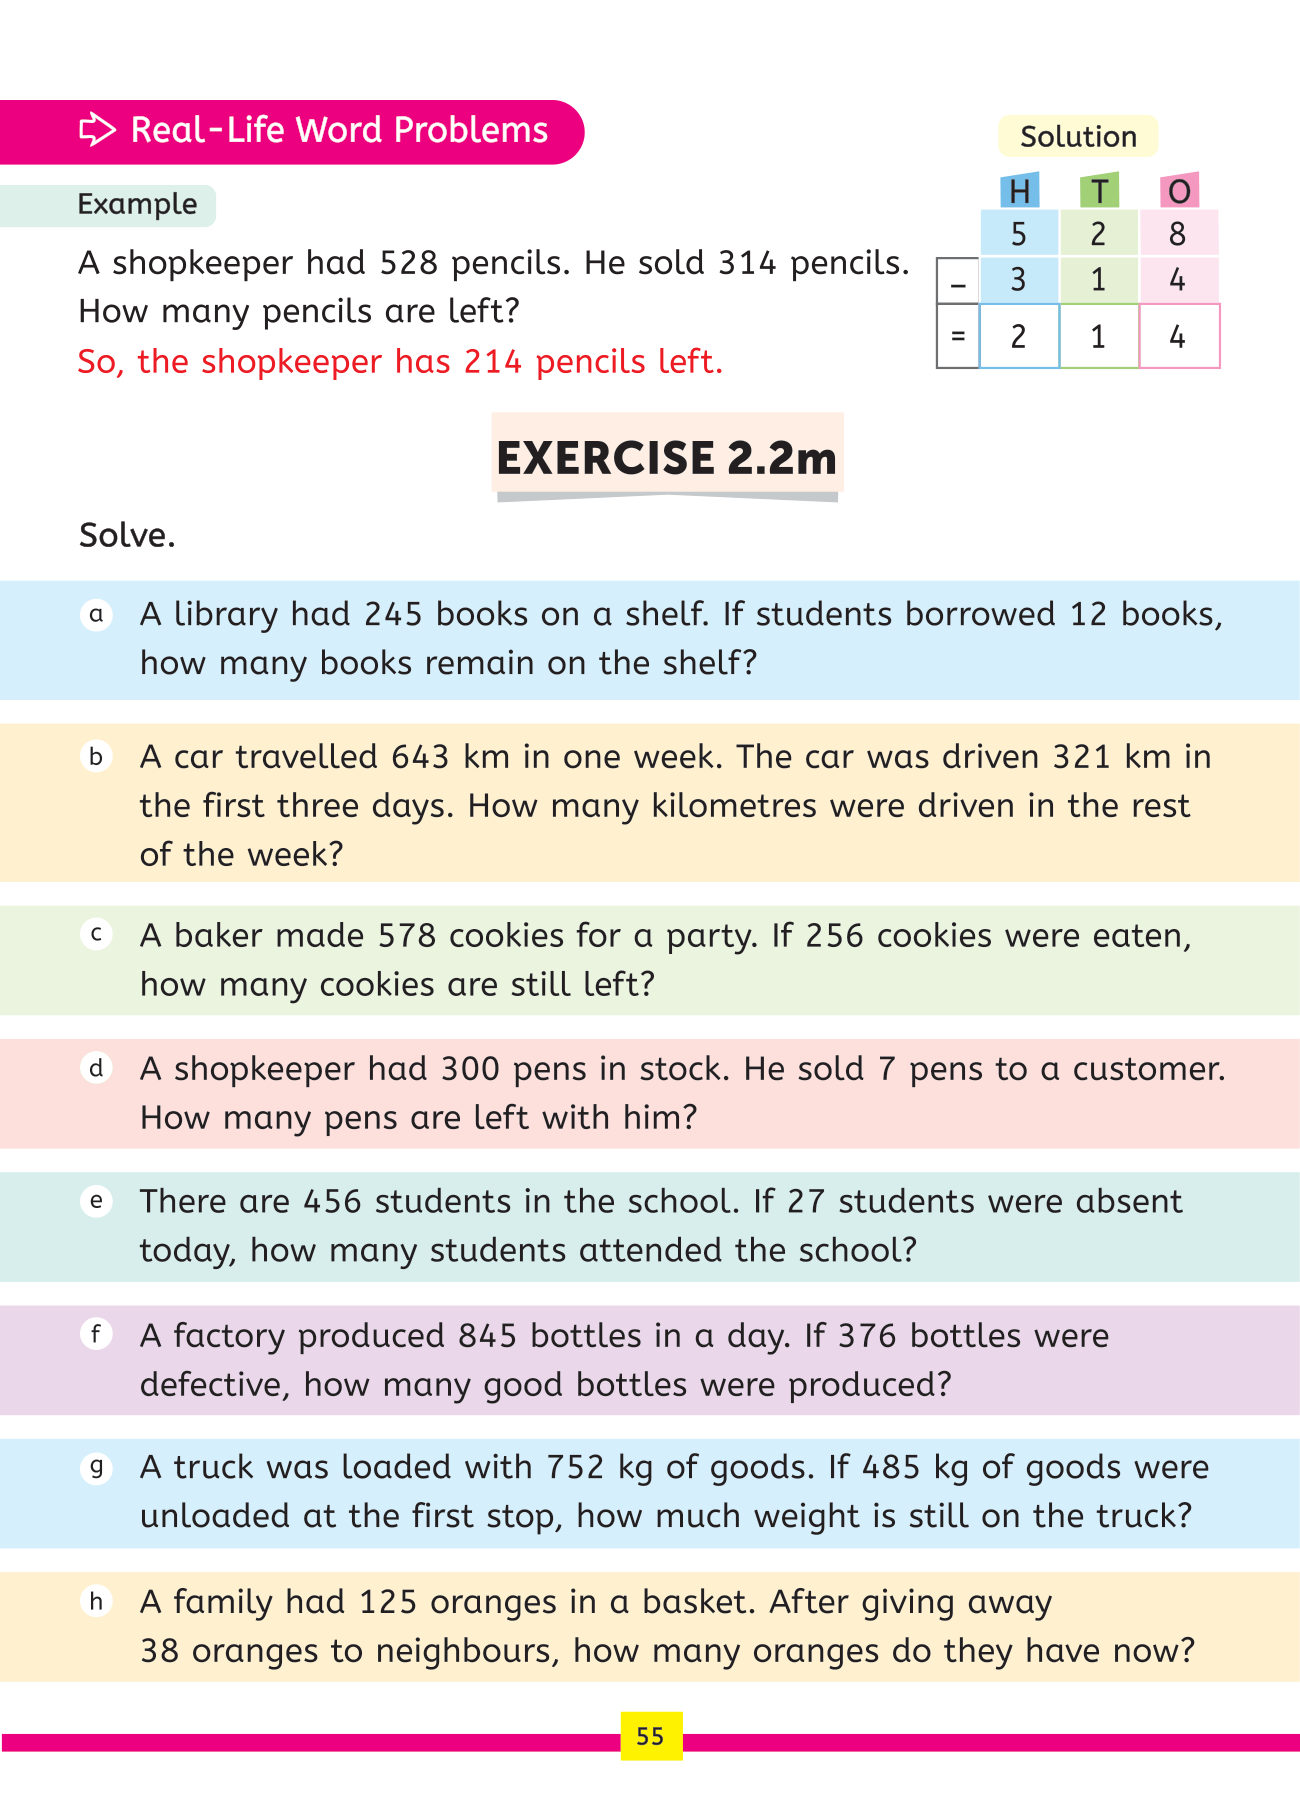 Real-Life Word Problems
Example
A shopkeeper had 528 pencils. He sold 314 pencils.
How many pencils are left?
So, the shopkeeper has 214 pencils left.
Solution
H T O
5 2 8
– 3 1 4
= 2 1 4
EXERCISE 2.2m
Solve.
a A library had 245 books on a shelf. If students borrowed 12 books,
how many books remain on the shelf?
b A car travelled 643 km in one week. The car was driven 321 km in
the first three days. How many kilometres were driven in the rest
of the week?
c A baker made 578 cookies for a party. If 256 cookies were eaten,
how many cookies are still left?
d A shopkeeper had 300 pens in stock. He sold 7 pens to a customer.
How many pens are left with him?
e There are 456 students in the school. If 27 students were absent
today, how many students attended the school?
f A factory produced 845 bottles in a day. If 376 bottles were
defective, how many good bottles were produced?
g A truck was loaded with 752 kg of goods. If 485 kg of goods were
unloaded at the first stop, how much weight is still on the truck?
h A family had 125 oranges in a basket. After giving away
38 oranges to neighbours, how many oranges do they have now?
55